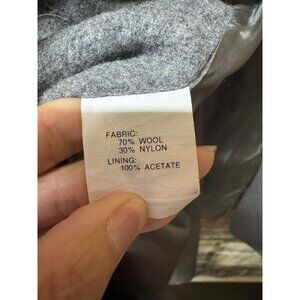 FABRIC:
70% WOOL
30% NYLON
LINING:
100% ACETATE